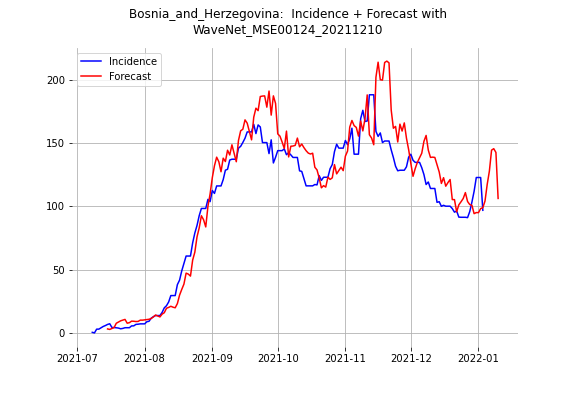 Bosnia_and_Herzegovina:  Incidence + Forecast with
WaveNet_MSE00124_20211210
Incidence
Forecast
200
150
100
50
0
2021-07 2021-08 2021-09 2021-10 2021-11 2021-12 2022-01